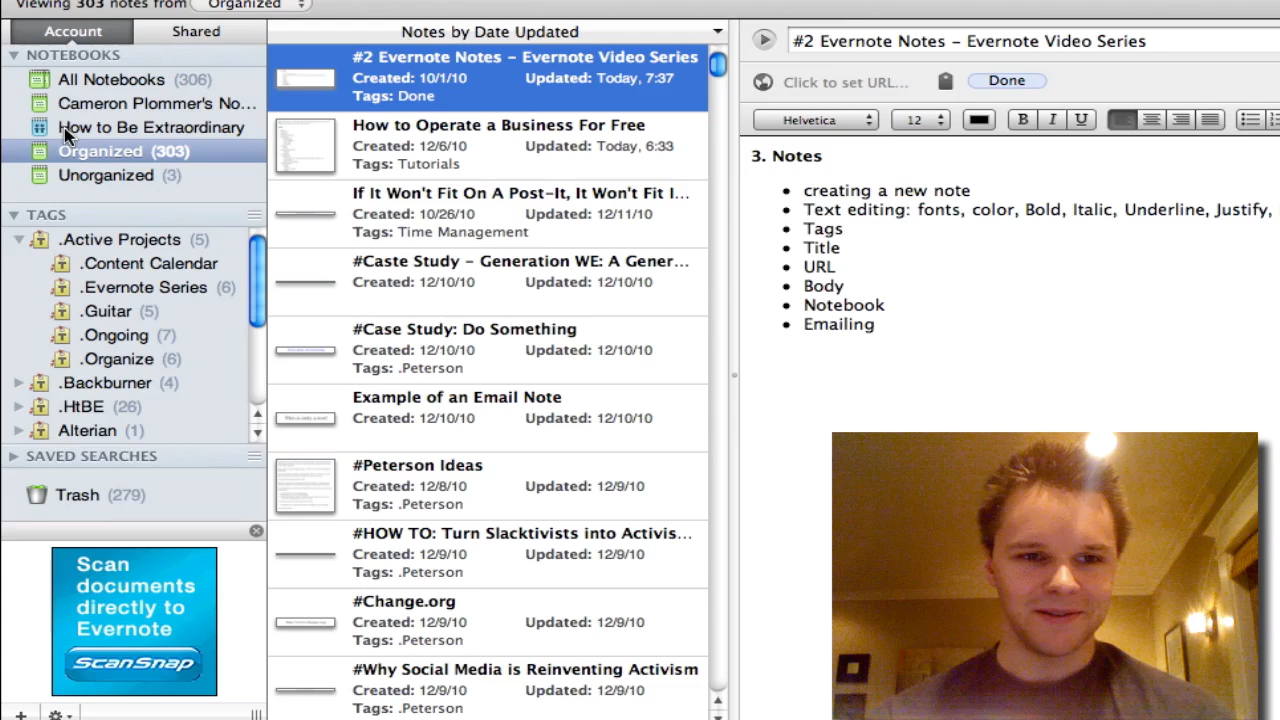 Viewing 303 notes from Organized
Account Shared
NOTEBOOKS
All Notebooks (306)
Cameron Plommer's No...
How to Be Extraordinary
Organized (303)
Unorganized (3)
TAGS
.Active Projects (5)
.Content Calendar
.Evernote Series (6)
.Guitar (5)
.Ongoing (7)
.Organize (6)
.Backburner (4)
.HtBE (26)
Alterian (1)
SAVED SEARCHES
Trash (279)
Scan
documents
directly to
Evernote
ScanSnap
Notes by Date Updated
#2 Evernote Notes – Evernote Video Series
Created: 10/1/10 Updated: Today, 7:37
Tags: Done
How to Operate a Business For Free
Created: 12/6/10 Updated: Today, 6:33
Tags: Tutorials
If It Won't Fit On A Post-It, It Won't Fit I...
Created: 10/26/10 Updated: 12/11/10
Tags: Time Management
#Caste Study – Generation WE: A Gener...
Created: 12/10/10 Updated: 12/10/10
#Case Study: Do Something
Created: 12/10/10 Updated: 12/10/10
Tags: .Peterson
Example of an Email Note
Created: 12/10/10 Updated: 12/10/10
#Peterson Ideas
Created: 12/8/10 Updated: 12/9/10
Tags: .Peterson
#HOW TO: Turn Slacktivists into Activis...
Created: 12/9/10 Updated: 12/9/10
Tags: .Peterson
#Change.org
Created: 12/9/10 Updated: 12/9/10
Tags: .Peterson
#Why Social Media is Reinventing Activism
Created: 12/9/10 Updated: 12/9/10
Tags: .Peterson
#2 Evernote Notes – Evernote Video Series
Click to set URL... Done
Helvetica 12 B I U
3. Notes
• creating a new note
• Text editing: fonts, color, Bold, Italic, Underline, Justify,
• Tags
• Title
• URL
• Body
• Notebook
• Emailing